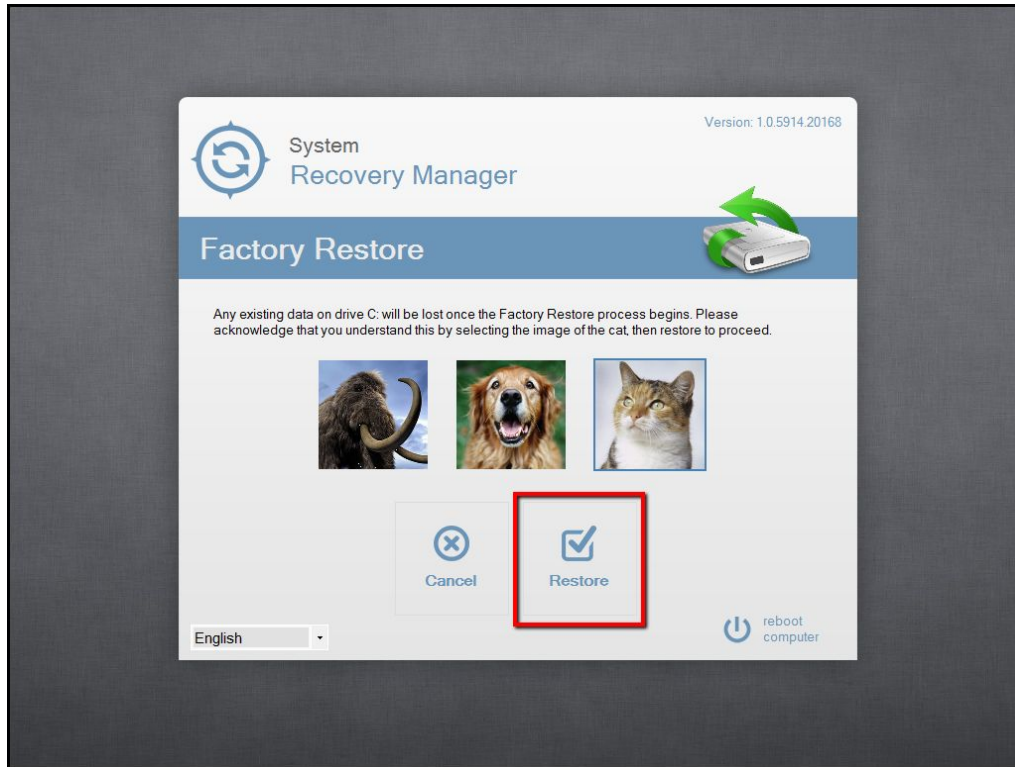 Version: 1.0.5914.20168
System
Recovery Manager
Factory Restore
Any existing data on drive C: will be lost once the Factory Restore process begins. Please
acknowledge that you understand this by selecting the image of the cat, then restore to proceed.
Cancel
Restore
reboot
computer
English